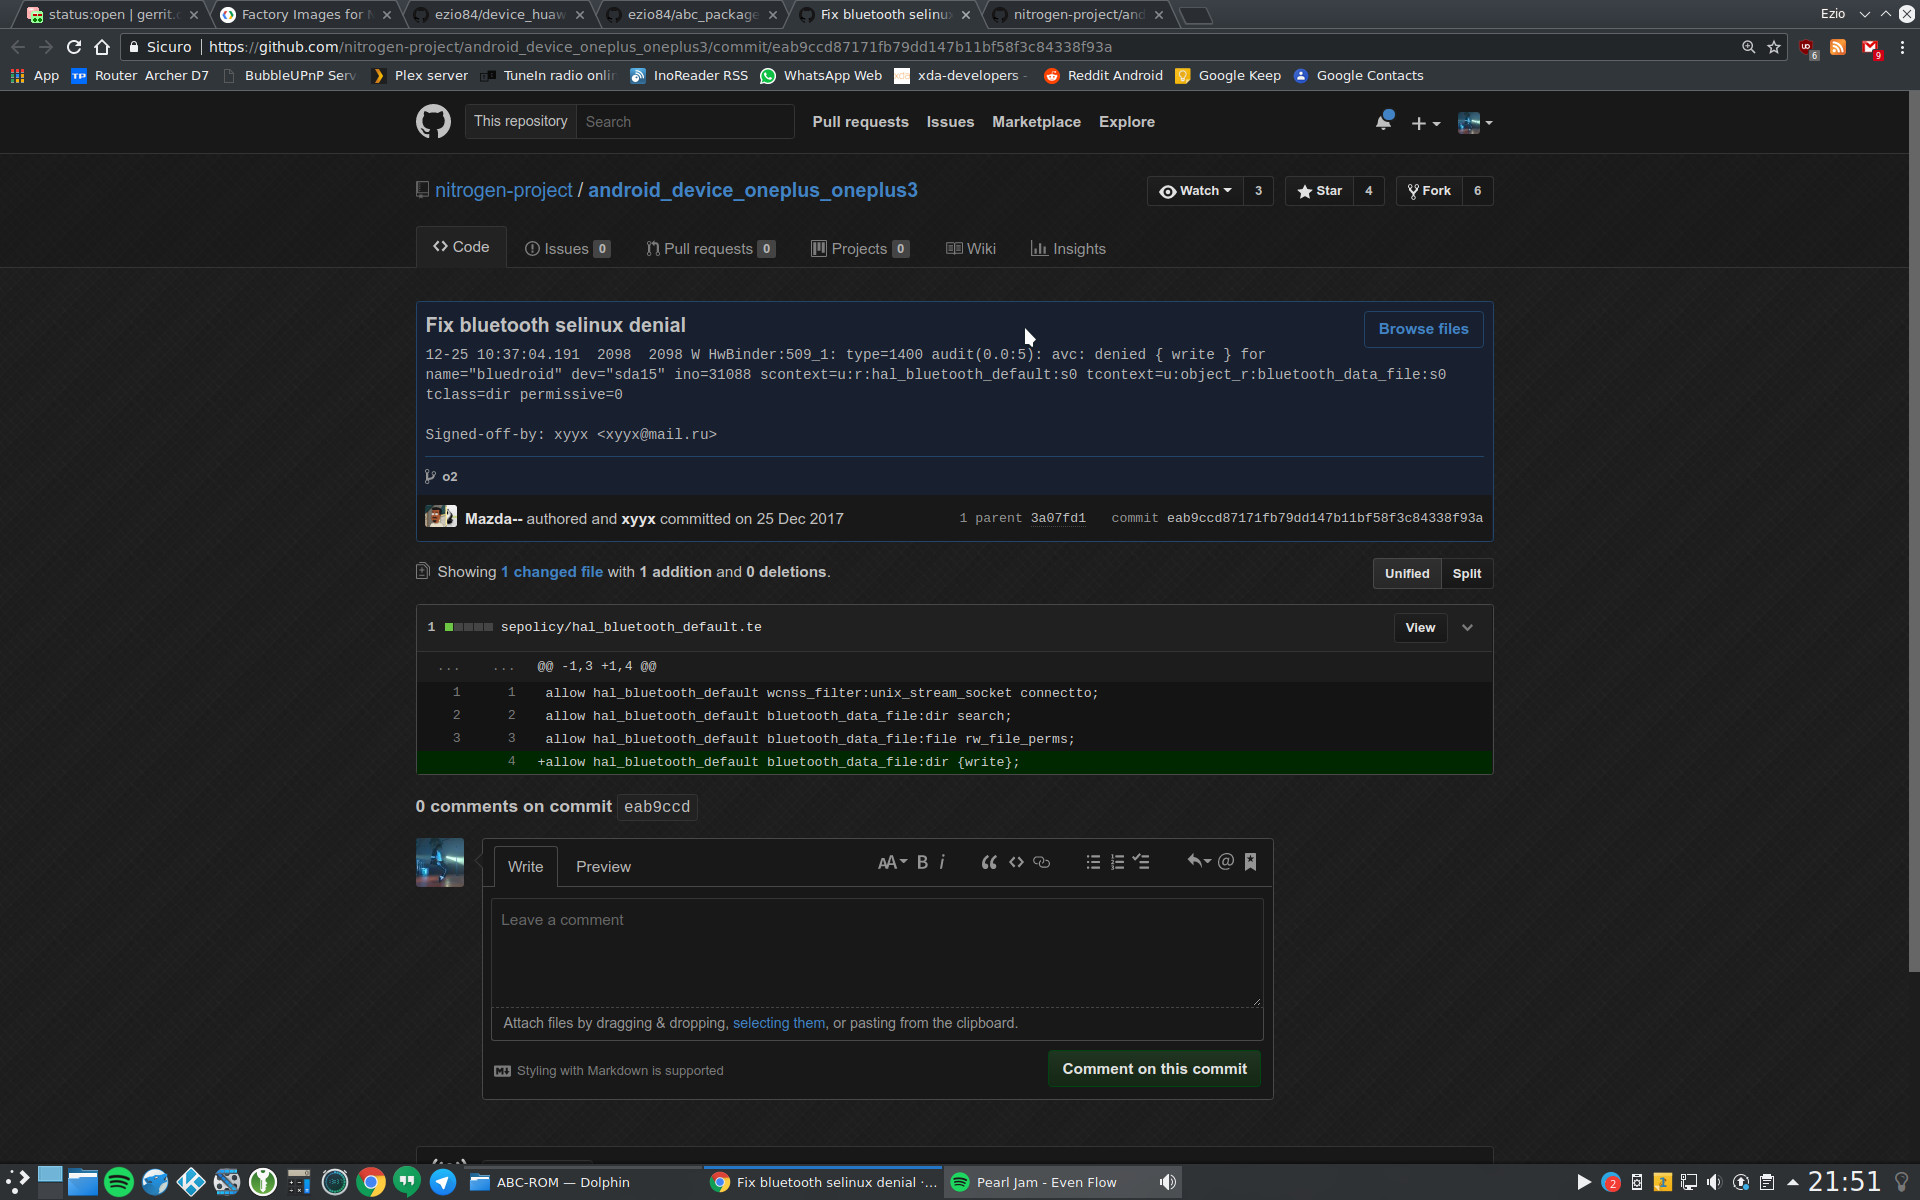 status:open | gerrit.
Factory Images for N
ezio84/device_huaw
ezio84/abc_package
Fix bluetooth selinux
nitrogen-project/and
Ezio
Sicuro
https://github.com/nitrogen-project/android_device_oneplus_oneplus3/commit/eab9ccd87171fb79dd147b11bf58f3c84338f93a
6
9
App
Router Archer D7
BubbleUPnP Serv
Plex server
TuneIn radio onli
InoReader RSS
WhatsApp Web
xda-developers -
Reddit Android
Google Keep
Google Contacts
This repository
Search
Pull requests
Issues
Marketplace
Explore
nitrogen-project / android_device_oneplus_oneplus3
Watch 3
Star 4
Fork 6
Code
Issues 0
Pull requests 0
Projects 0
Wiki
Insights
Fix bluetooth selinux denial
Browse files
12-25 10:37:04.191  2098  2098 W HwBinder:509_1: type=1400 audit(0.0:5): avc: denied { write } for
name="bluedroid" dev="sda15" ino=31088 scontext=u:r:hal_bluetooth_default:s0 tcontext=u:object_r:bluetooth_data_file:s0
tclass=dir permissive=0
Signed-off-by: xyyx <xyyx@mail.ru>
o2
Mazda-- authored and xyyx committed on 25 Dec 2017
1 parent 3a07fd1 commit eab9ccd87171fb79dd147b11bf58f3c84338f93a
Showing 1 changed file with 1 addition and 0 deletions.
Unified
Split
1 sepolicy/hal_bluetooth_default.te
View
... ... @@ -1,3 +1,4 @@
1 1 allow hal_bluetooth_default wcnss_filter:unix_stream_socket connectto;
2 2 allow hal_bluetooth_default bluetooth_data_file:dir search;
3 3 allow hal_bluetooth_default bluetooth_data_file:file rw_file_perms;
4 +allow hal_bluetooth_default bluetooth_data_file:dir {write};
0 comments on commit eab9ccd
Write
Preview
AA B i
Leave a comment
Attach files by dragging & dropping, selecting them, or pasting from the clipboard.
Styling with Markdown is supported
Comment on this commit
ABC-ROM — Dolphin
Fix bluetooth selinux denial ·...
Pearl Jam - Even Flow
2
21:51